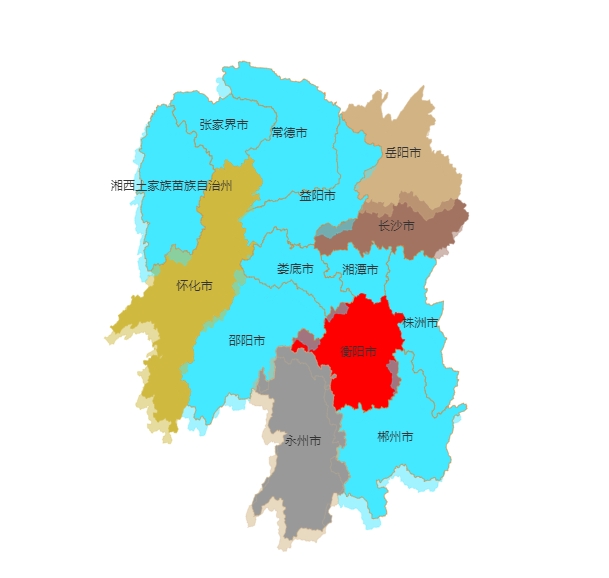 张家界市
常德市
岳阳市
湘西土家族苗族自治州
益阳市
长沙市
娄底市
湘潭市
怀化市
株洲市
邵阳市
衡阳市
郴州市
永州市